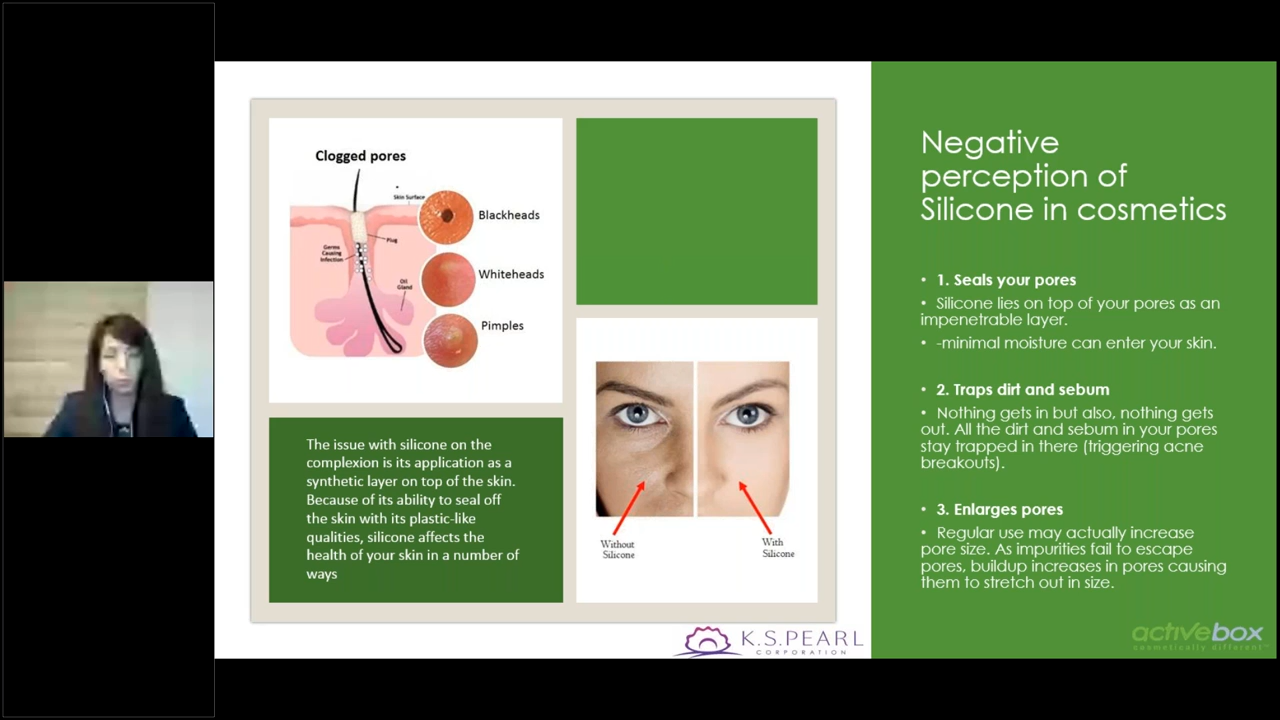 Clogged pores
Skin Surface
Blackheads
Plug
Germs
Causing
Infection
Whiteheads
Oil
Gland
Pimples
The issue with silicone on the
complexion is its application as a
synthetic layer on top of the skin.
Because of its ability to seal off
the skin with its plastic-like
qualities, silicone affects the
health of your skin in a number of
ways
Without
Silicone
With
Silicone
K.S.PEARL
CORPORATION
Negative
perception of
Silicone in cosmetics
• 1. Seals your pores
• Silicone lies on top of your pores as an
impenetrable layer.
• -minimal moisture can enter your skin.
• 2. Traps dirt and sebum
• Nothing gets in but also, nothing gets
out. All the dirt and sebum in your pores
stay trapped in there (triggering acne
breakouts).
• 3. Enlarges pores
• Regular use may actually increase
pore size. As impurities fail to escape
pores, buildup increases in pores causing
them to stretch out in size.
activebox
cosmetically different™